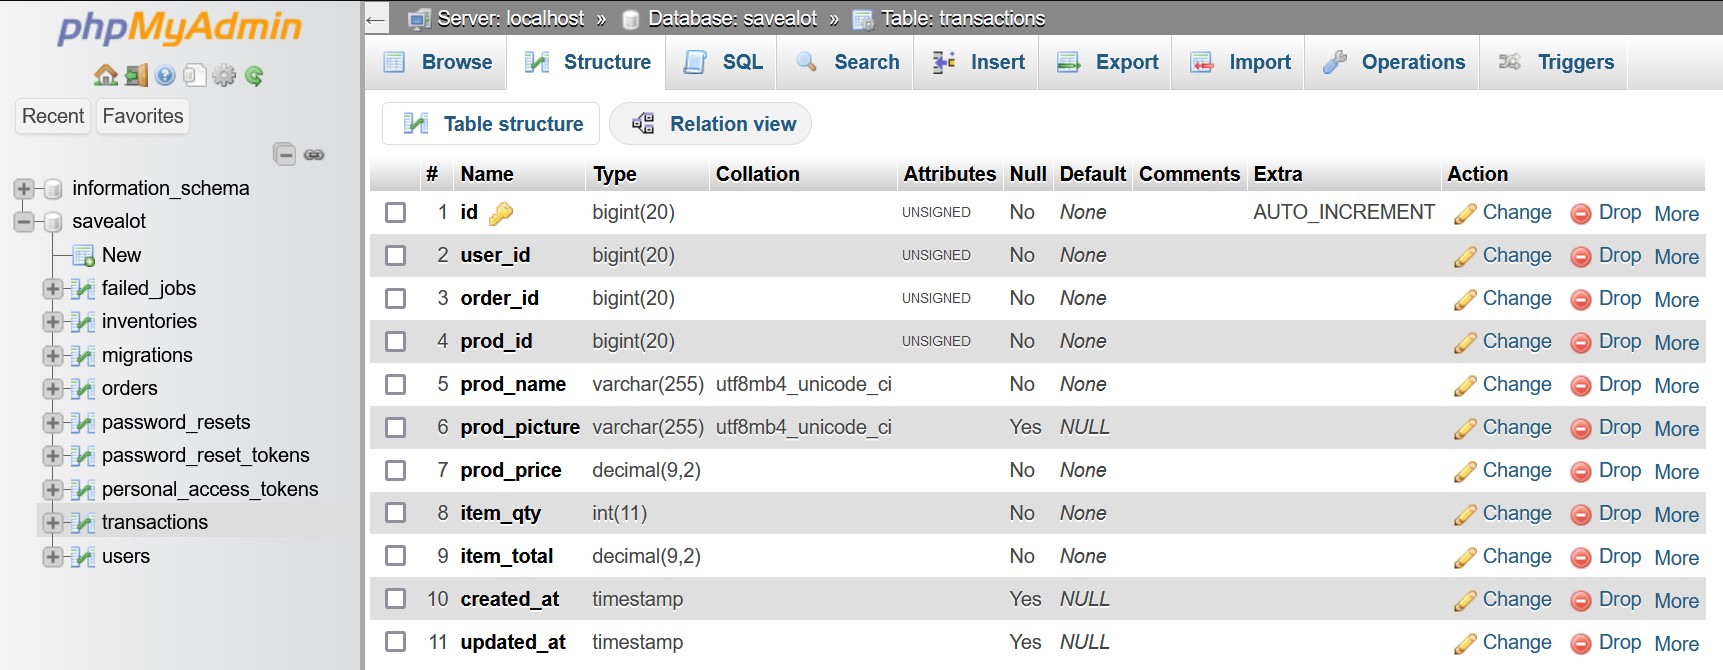 phpMyAdmin
Recent Favorites
information_schema
savealot
New
failed_jobs
inventories
migrations
orders
password_resets
password_reset_tokens
personal_access_tokens
transactions
users
Server: localhost » Database: savealot » Table: transactions
Browse Structure SQL Search Insert Export Import Operations Triggers
Table structure Relation view
# Name Type Collation Attributes Null Default Comments Extra Action
1 id bigint(20) UNSIGNED No None AUTO_INCREMENT Change Drop More
2 user_id bigint(20) UNSIGNED No None Change Drop More
3 order_id bigint(20) UNSIGNED No None Change Drop More
4 prod_id bigint(20) UNSIGNED No None Change Drop More
5 prod_name varchar(255) utf8mb4_unicode_ci No None Change Drop More
6 prod_picture varchar(255) utf8mb4_unicode_ci Yes NULL Change Drop More
7 prod_price decimal(9,2) No None Change Drop More
8 item_qty int(11) No None Change Drop More
9 item_total decimal(9,2) No None Change Drop More
10 created_at timestamp Yes NULL Change Drop More
11 updated_at timestamp Yes NULL Change Drop More